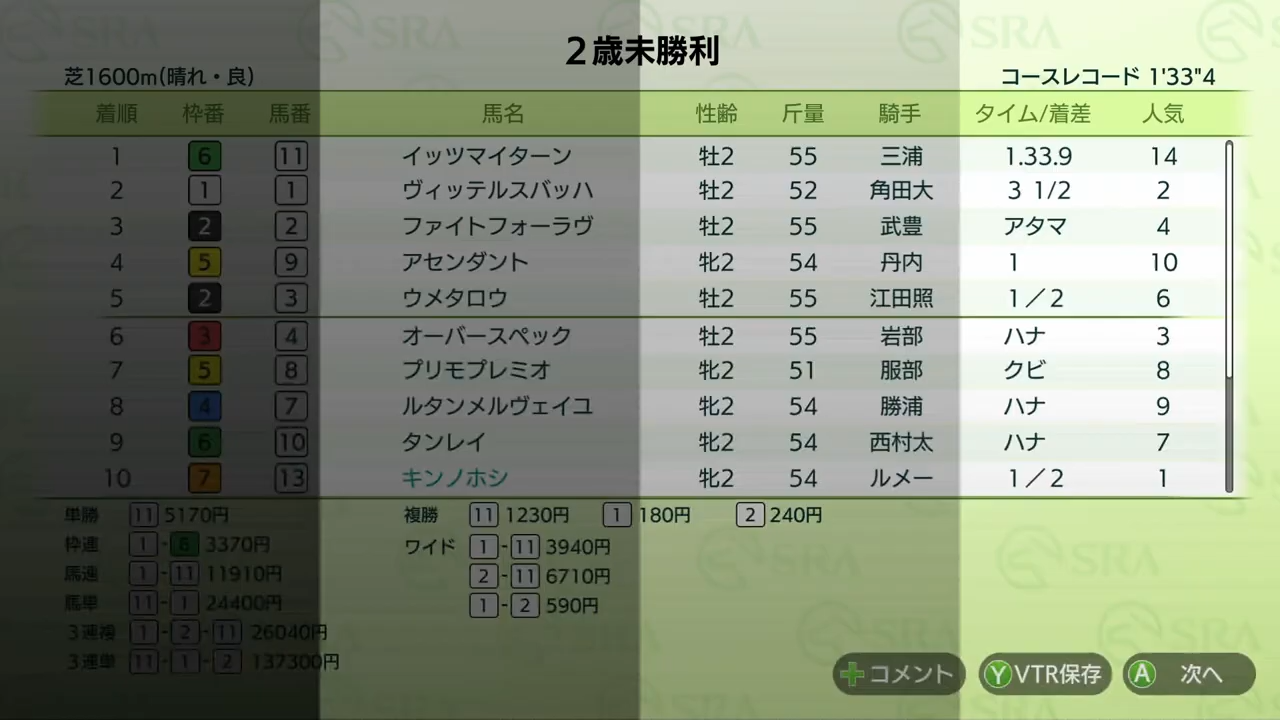 2歳未勝利
芝1600m(晴れ・良) コースレコード 1'33"4
着順 枠番 馬番 馬名 性齢 斤量 騎手 タイム/着差 人気
1 6 11 イッツマイターン 牡2 55 三浦 1.33.9 14
2 1 1 ヴィッテルスバッハ 牡2 52 角田大 3 1/2 2
3 2 2 ファイトフォーラヴ 牡2 55 武豊 アタマ 4
4 5 9 アセンダント 牝2 54 丹内 1 10
5 2 3 ウメタロウ 牡2 55 江田照 1/2 6
6 3 4 オーバースペック 牡2 55 岩部 ハナ 3
7 5 8 プリモプレミオ 牝2 51 服部 クビ 8
8 4 7 ルタンメルヴェイユ 牝2 54 勝浦 ハナ 9
9 6 10 タンレイ 牝2 54 西村太 ハナ 7
10 7 13 キンノホシ 牝2 54 ルメー 1/2 1
単勝 11 5170円 複勝 11 1230円 1 180円 2 240円
枠連 1-6 3370円 ワイド 1-11 3940円
馬連 1-11 11910円 2-11 6710円
馬単 11-1 24400円 1-2 590円
3連複 1-2-11 26040円
3連単 11-1-2 137300円
コメント Y VTR保存 A 次へ
SRA